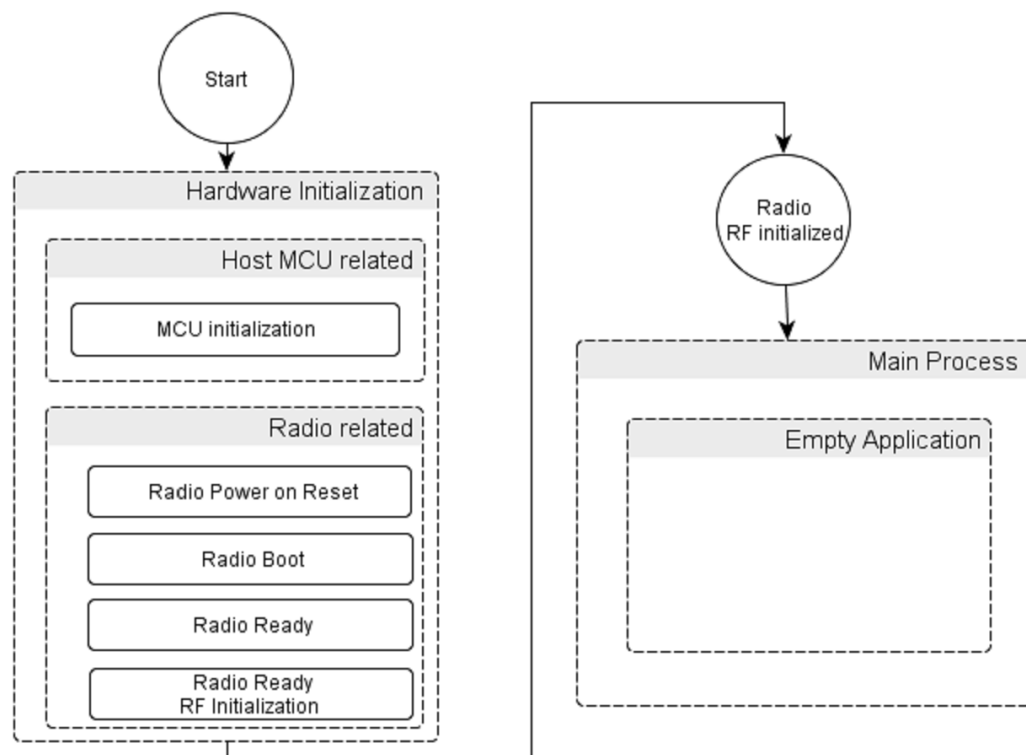 Start
Hardware Initialization
Host MCU related
MCU initialization
Radio related
Radio Power on Reset
Radio Boot
Radio Ready
Radio Ready
RF Initialization
Radio
RF initialized
Main Process
Empty Application